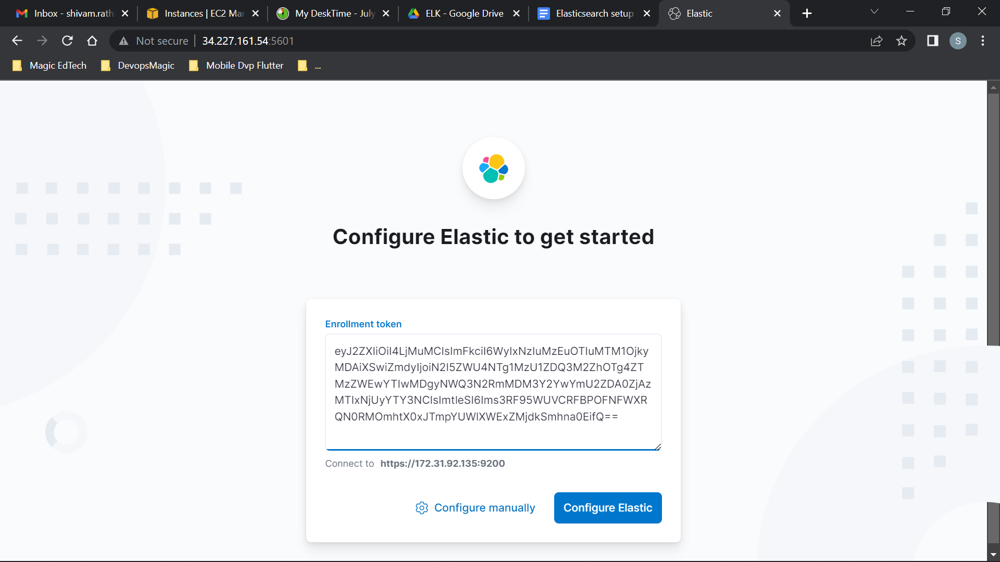 Inbox - shivam.rathi
Instances | EC2 Man
My DeskTime - July
ELK - Google Drive
Elasticsearch setup
Elastic
Not secure
34.227.161.54:5601
S
Magic EdTech
DevopsMagic
Mobile Dvp Flutter
...
Configure Elastic to get started
Enrollment token
eyJ2ZXIiOiI4LjMuMCIsImFkciI6WyIxNzIuMzEuOTIuMTM1Ojky
MDAiXSwiZmdyIjoiN2I5ZWU4NTg1MzU1ZDQ3M2ZhOTg4ZT
MzZWEwYTIwMDgyNWQ3N2RmMDM3Y2YwYmU2ZDA0ZjAz
MTIxNjUyYTY3NCIsImtleSI6Ims3RF95WUVCRFBPOFNFWXR
QN0RMOmhtX0xJTmpYUWlXWExZMjdkSmhna0EifQ==
Connect to https://172.31.92.135:9200
Configure manually
Configure Elastic